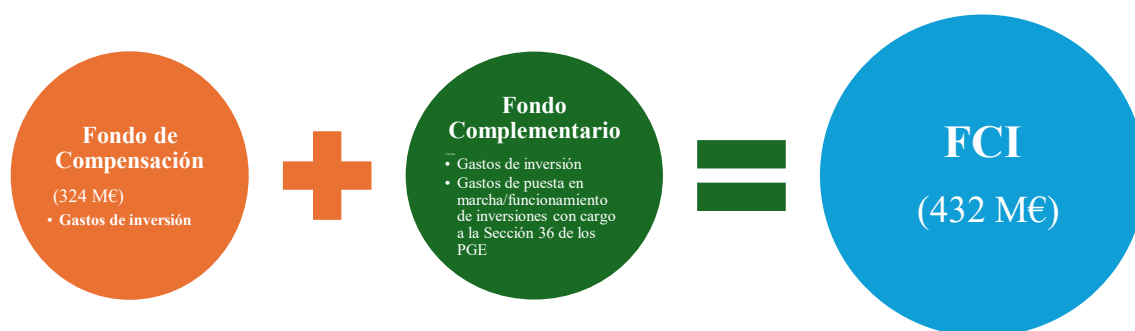 Fondo de
Compensación
(324 M€)
• Gastos de inversión
Fondo
Complementario
• Gastos de inversión
• Gastos de puesta en
marcha/funcionamiento
de inversiones con cargo
a la Sección 36 de los
PGE
FCI
(432 M€)